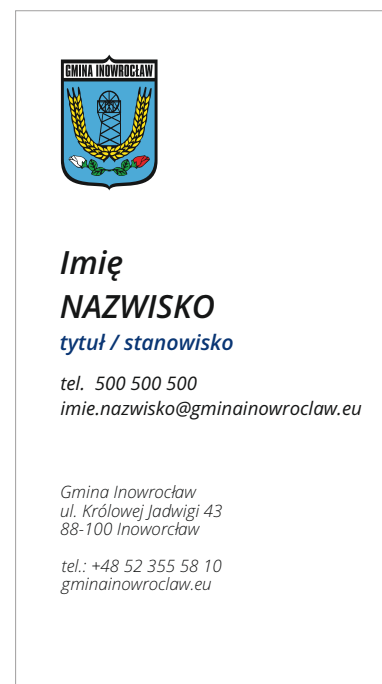 GMINA INOWROCŁAW
Imię
NAZWISKO
tytuł / stanowisko
tel. 500 500 500
imie.nazwisko@gminainowroclaw.eu
Gmina Inowrocław
ul. Królowej Jadwigi 43
88-100 Inoworcław
tel.: +48 52 355 58 10
gminainowroclaw.eu